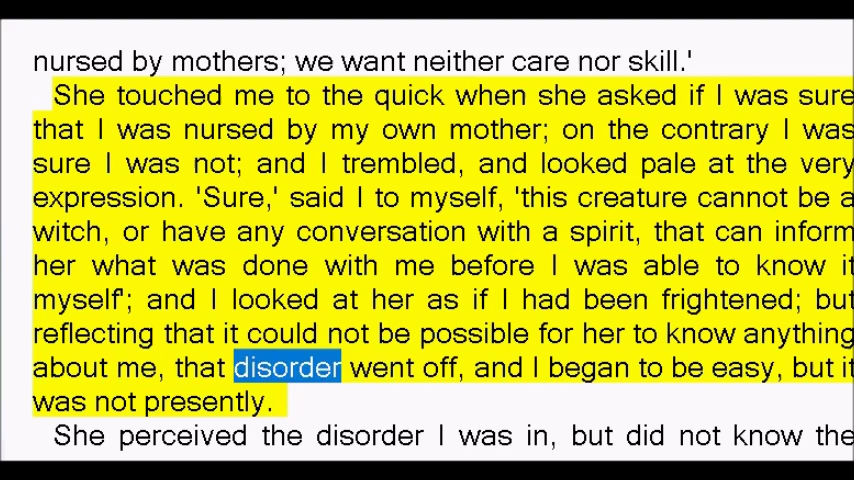 nursed by mothers; we want neither care nor skill.'
She touched me to the quick when she asked if I was sure
that I was nursed by my own mother; on the contrary I was
sure I was not; and I trembled, and looked pale at the very
expression. 'Sure,' said I to myself, 'this creature cannot be a
witch, or have any conversation with a spirit, that can inform
her what was done with me before I was able to know it
myself'; and I looked at her as if I had been frightened; but
reflecting that it could not be possible for her to know anything
about me, that disorder went off, and I began to be easy, but it
was not presently.
She perceived the disorder I was in, but did not know the